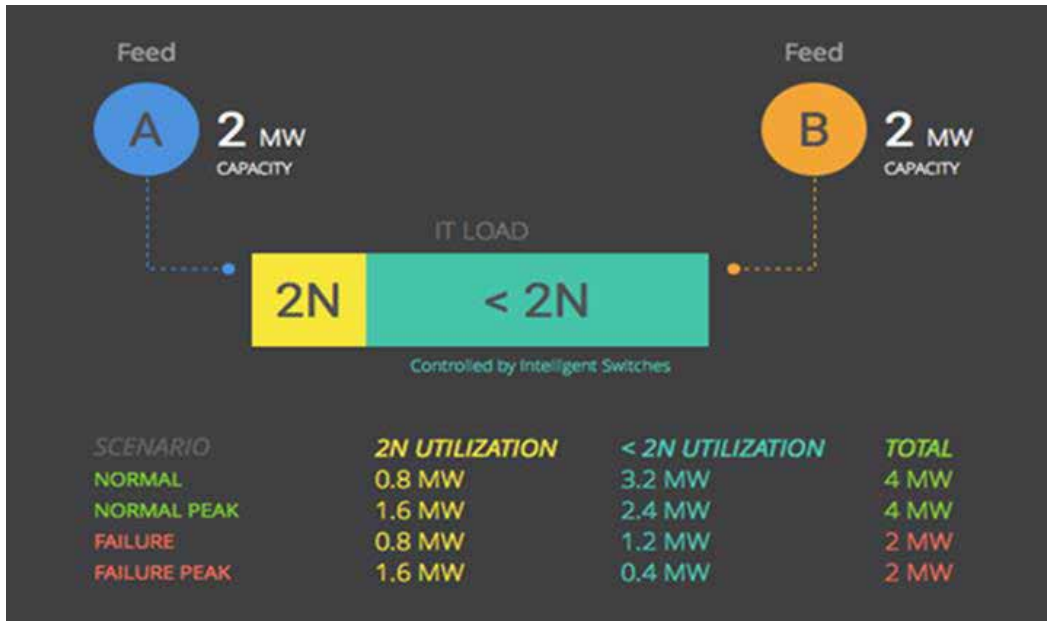 Feed Feed
A 2 MW B 2 MW
CAPACITY CAPACITY
IT LOAD
2N < 2N
Controlled by Intelligent Switches
SCENARIO 2N UTILIZATION < 2N UTILIZATION TOTAL
NORMAL 0.8 MW 3.2 MW 4 MW
NORMAL PEAK 1.6 MW 2.4 MW 4 MW
FAILURE 0.8 MW 1.2 MW 2 MW
FAILURE PEAK 1.6 MW 0.4 MW 2 MW